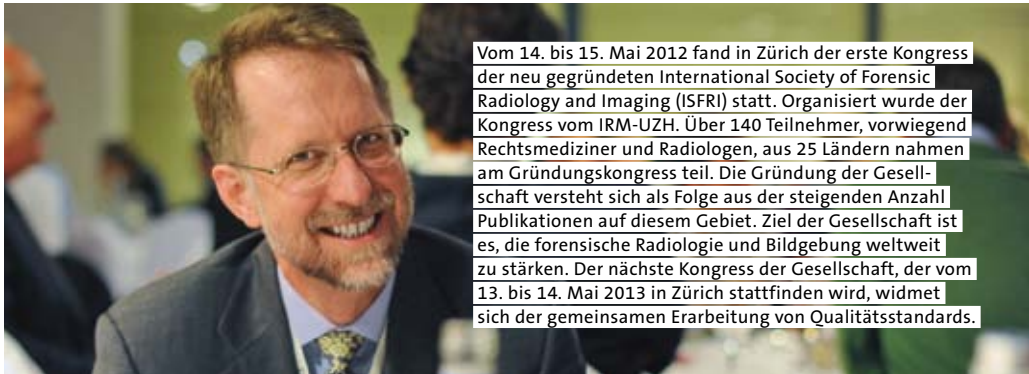 Vom 14. bis 15. Mai 2012 fand in Zürich der erste Kongress
der neu gegründeten International Society of Forensic
Radiology and Imaging (ISFRI) statt. Organisiert wurde der
Kongress vom IRM-UZH. Über 140 Teilnehmer, vorwiegend
Rechtsmediziner und Radiologen, aus 25 Ländern nahmen
am Gründungskongress teil. Die Gründung der Gesell-
schaft versteht sich als Folge aus der steigenden Anzahl
Publikationen auf diesem Gebiet. Ziel der Gesellschaft ist
es, die forensische Radiologie und Bildgebung weltweit
zu stärken. Der nächste Kongress der Gesellschaft, der vom
13. bis 14. Mai 2013 in Zürich stattfinden wird, widmet
sich der gemeinsamen Erarbeitung von Qualitätsstandards.